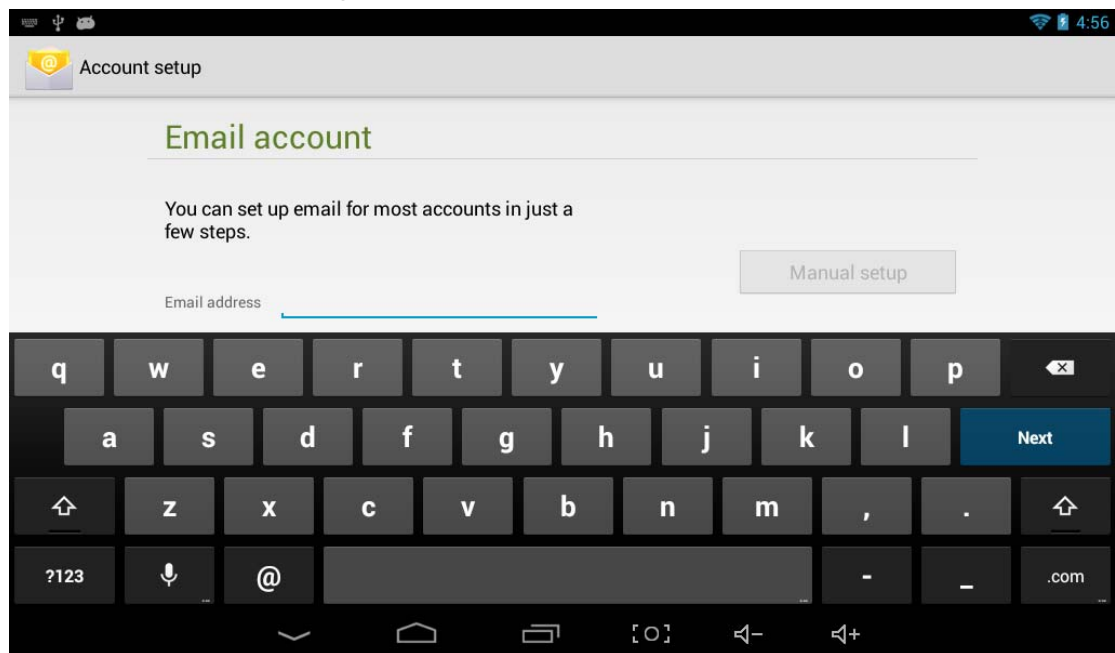 4:56
Account setup
Email account
You can set up email for most accounts in just a
few steps.
Manual setup
Email address
q w e r t y u i o p
a s d f g h j k l Next
z x c v b n m , .
?123 @ - _ .com